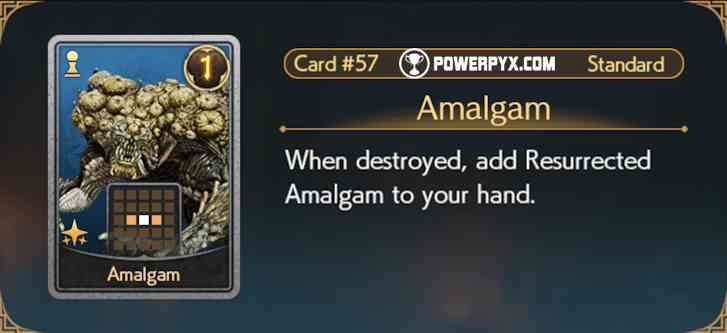 1
Amalgam
Card #57
POWERPYX.COM
Standard
Amalgam
When destroyed, add Resurrected
Amalgam to your hand.